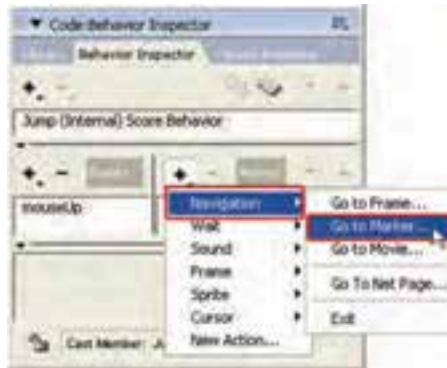 Code: Behavior Inspector
Behavior Inspector
Jump (Internal) Score Behavior
mouseUp
Navigation
Wait
Sound
Frame
Sprite
Cursor
New Action...
Go to Frame...
Go to Marker...
Go to Movie...
Go To Net Page...
Exit
Cast Member: